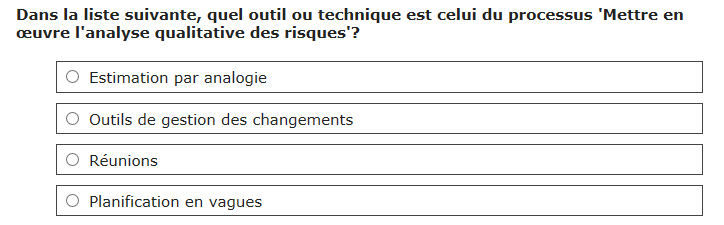 Dans la liste suivante, quel outil ou technique est celui du processus 'Mettre en
œuvre l'analyse qualitative des risques'?
Estimation par analogie
Outils de gestion des changements
Réunions
Planification en vagues